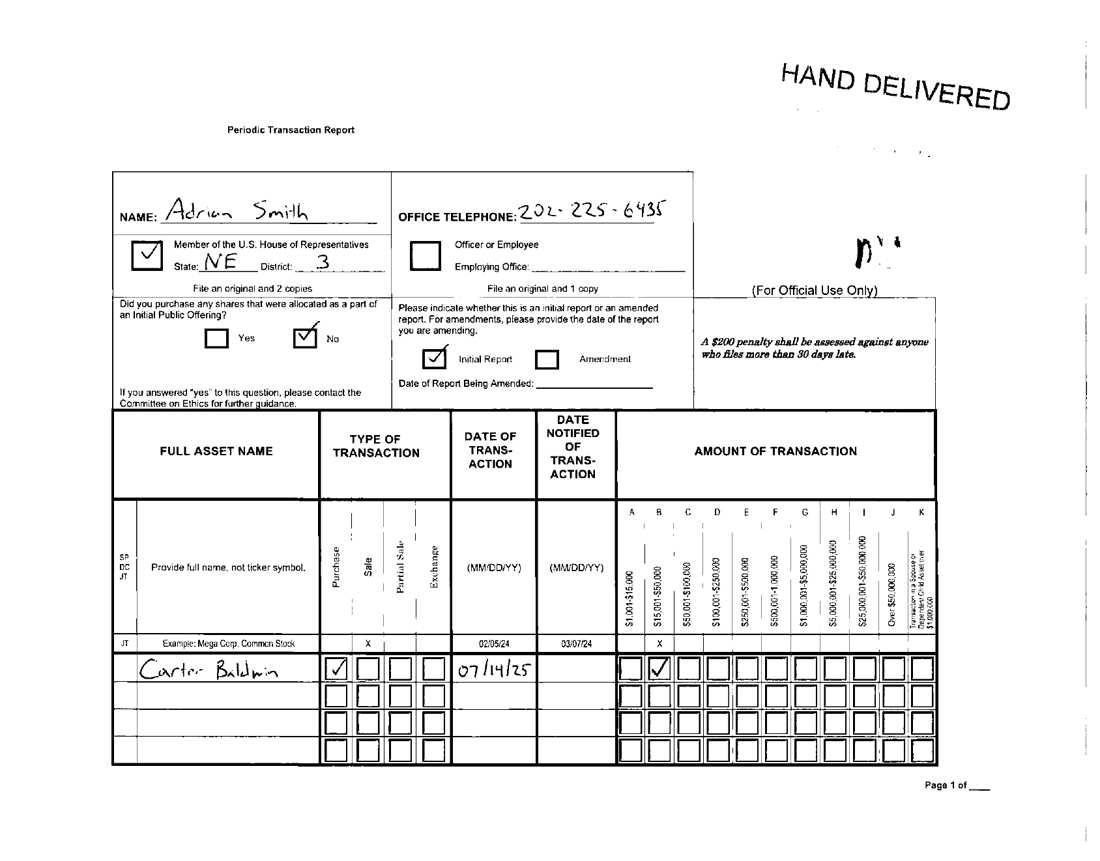 HAND DELIVERED
Periodic Transaction Report
NAME: Adrian Smith
OFFICE TELEPHONE: 202-225-6435
Member of the U.S. House of Representatives
State: NE District: 3
Officer or Employee
Employing Office:
File an original and 2 copies
File an original and 1 copy
(For Official Use Only)
Did you purchase any shares that were allocated as a part of
an Initial Public Offering?
Yes No
If you answered "yes" to this question, please contact the
Committee on Ethics for further guidance.
Please indicate whether this is an initial report or an amended
report. For amendments, please provide the date of the report
you are amending.
Initial Report Amendment
Date of Report Being Amended:
A $200 penalty shall be assessed against anyone
who files more than 30 days late.
FULL ASSET NAME
TYPE OF
TRANSACTION
DATE OF
TRANS-
ACTION
DATE
NOTIFIED
OF
TRANS-
ACTION
AMOUNT OF TRANSACTION
A B C D E F G H I J K
SP
DC
JT
Provide full name, not ticker symbol.
Purchase
Sale
Partial Sale
Exchange
(MM/DD/YY)
(MM/DD/YY)
$1,001-$15,000
$15,001-$50,000
$50,001-$100,000
$100,001-$250,000
$250,001-$500,000
$500,001-1,000,000
$1,000,001-$5,000,000
$5,000,001-$25,000,000
$25,000,001-$50,000,000
Over $50,000,000
Transaction in a Spouse or
Dependent Child Asset over
$1,000,000
JT Example: Mega Corp. Common Stock X 02/05/24 03/07/24 X
Carter Baldwin 07/14/25
Page 1 of